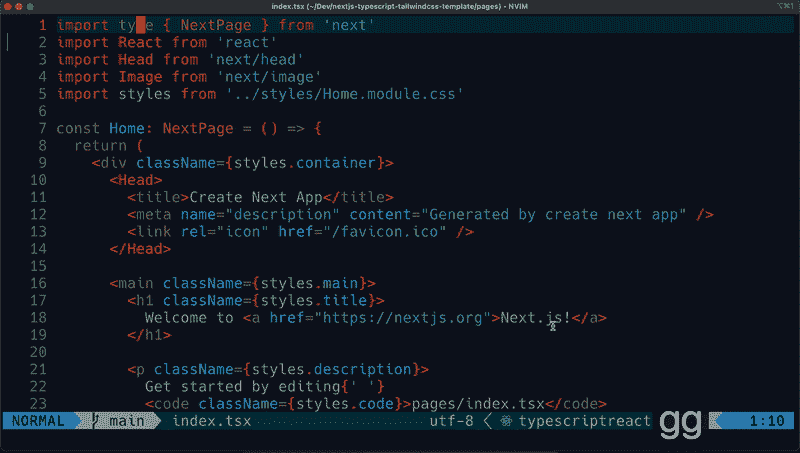 index.tsx (~/Dev/nextjs-typescript-tailwindcss-template/pages) - NVIM
⌥⌘1
1 import type { NextPage } from 'next'
2 import React from 'react'
3 import Head from 'next/head'
4 import Image from 'next/image'
5 import styles from '../styles/Home.module.css'
6
7 const Home: NextPage = () => {
8 return (
9 <div className={styles.container}>
10 <Head>
11 <title>Create Next App</title>
12 <meta name="description" content="Generated by create next app" />
13 <link rel="icon" href="/favicon.ico" />
14 </Head>
15
16 <main className={styles.main}>
17 <h1 className={styles.title}>
18 Welcome to <a href="https://nextjs.org">Next.js!</a>
19 </h1>
20
21 <p className={styles.description}>
22 Get started by editing{' '}
23 <code className={styles.code}>pages/index.tsx</code>
NORMAL main index.tsx utf-8 typescriptreact gg 1:10